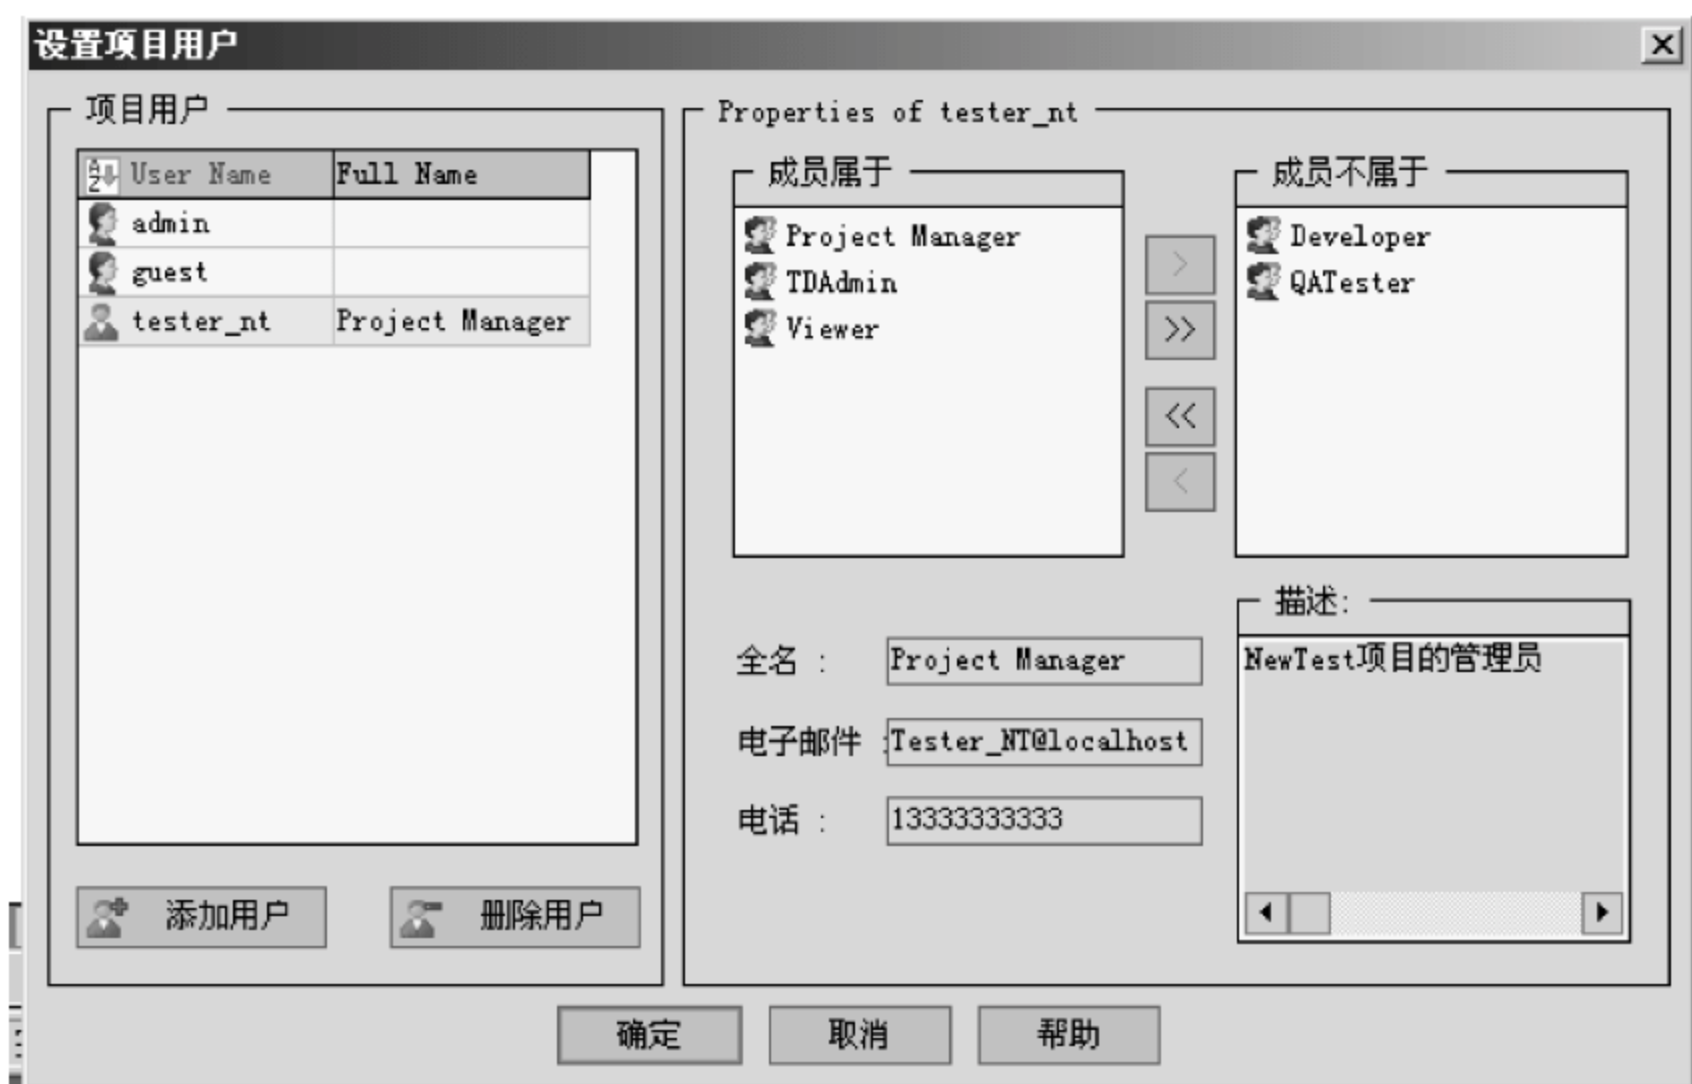 设置项目用户
项目用户
User Name Full Name
admin
guest
tester_nt Project Manager
添加用户 删除用户
Properties of tester_nt
成员属于
Project Manager
TDAdmin
Viewer
>
>>
<<
<
成员不属于
Developer
QATester
全名 : Project Manager
电子邮件 :Tester_NT@localhost
电话 : 13333333333
描述:
NewTest项目的管理员
确定 取消 帮助